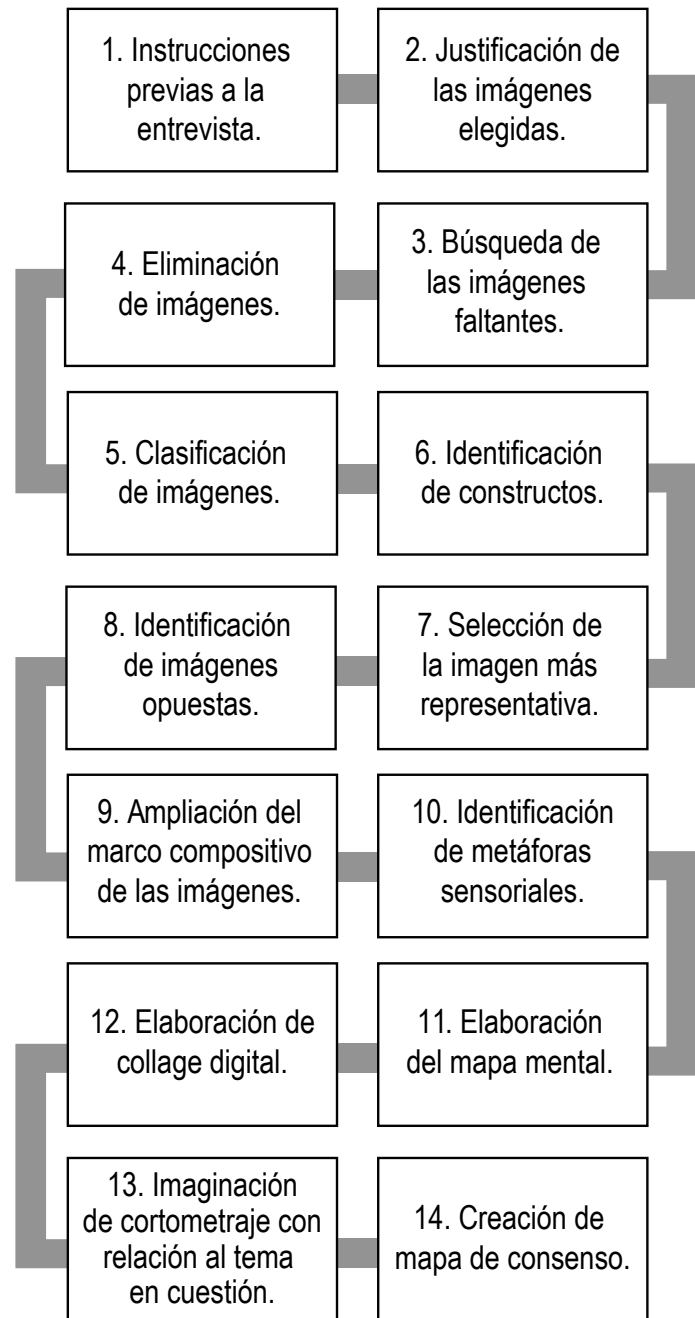 1. Instrucciones
previas a la
entrevista.
2. Justificación de
las imágenes
elegidas.
3. Búsqueda de
las imágenes
faltantes.
4. Eliminación
de imágenes.
5. Clasificación
de imágenes.
6. Identificación
de constructos.
7. Selección de
la imagen más
representativa.
8. Identificación
de imágenes
opuestas.
9. Ampliación del
marco compositivo
de las imágenes.
10. Identificación
de metáforas
sensoriales.
11. Elaboración
del mapa mental.
12. Elaboración de
collage digital.
13. Imaginación
de cortometraje con
relación al tema
en cuestión.
14. Creación de
mapa de consenso.